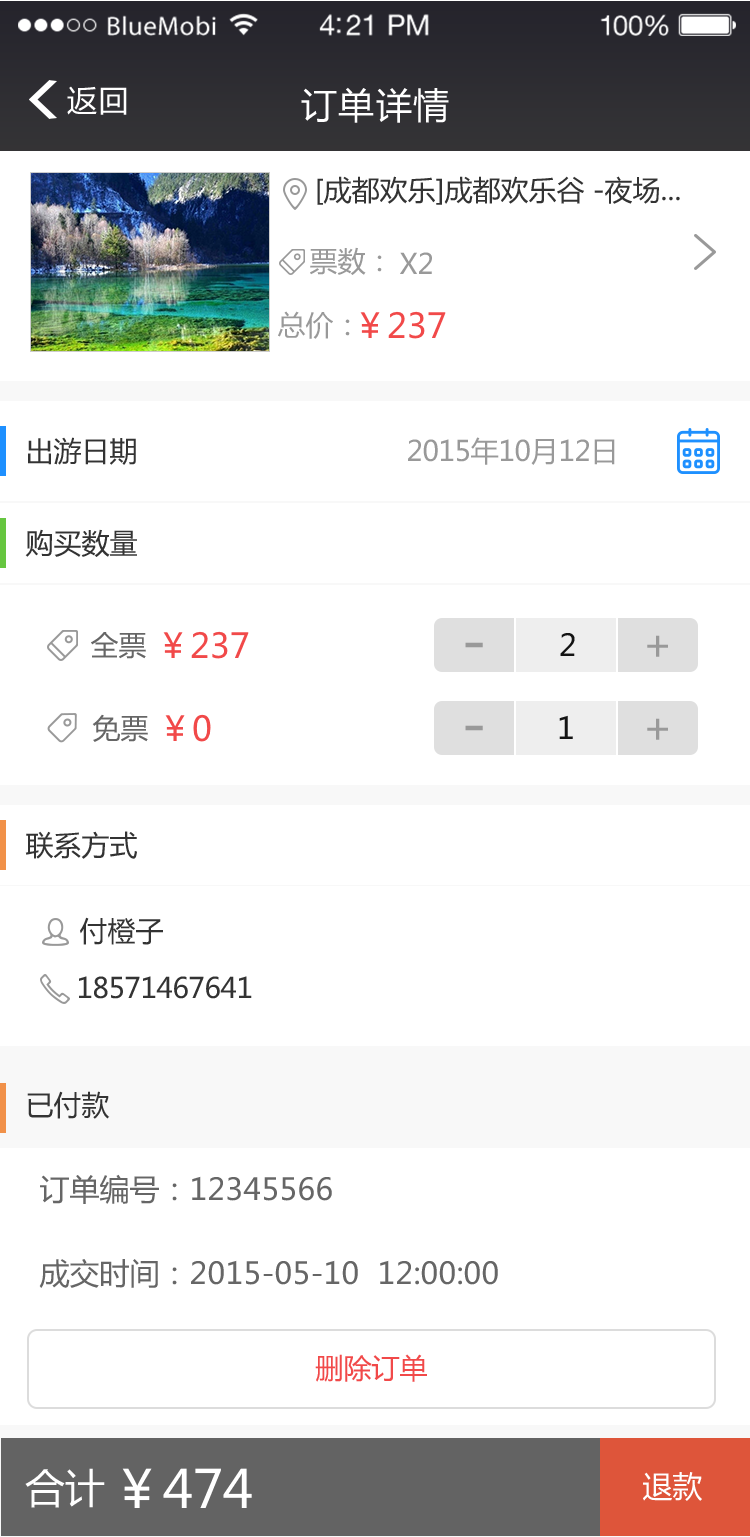 BlueMobi 4:21 PM 100%
返回 订单详情
[成都欢乐]成都欢乐谷 -夜场...
票数： X2
总价：¥ 237
出游日期 2015年10月12日
购买数量
全票 ¥ 237 － 2 ＋
免票 ¥ 0 － 1 ＋
联系方式
付橙子
18571467641
已付款
订单编号：12345566
成交时间：2015-05-10 12:00:00
删除订单
合计 ¥ 474 退款